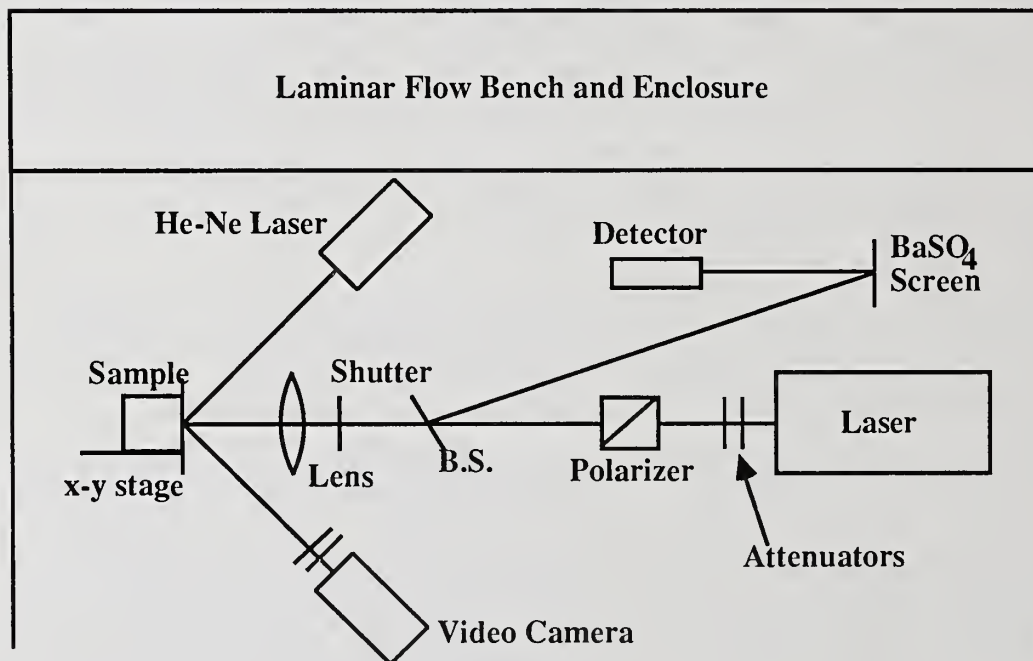 Laminar Flow Bench and Enclosure
He-Ne Laser
Detector
BaSO4
Screen
Sample
Shutter
Laser
B.S.
Polarizer
Lens
x-y stage
Attenuators
Video Camera